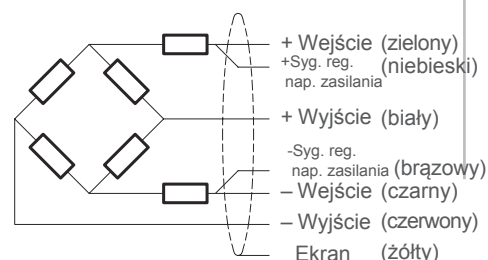 + Wejście (zielony)
+Syg. reg. (niebieski)
nap. zasilania
+ Wyjście (biały)
-Syg. reg.
nap. zasilania (brązowy)
– Wejście (czarny)
– Wyjście (czerwony)
Ekran (żółty)